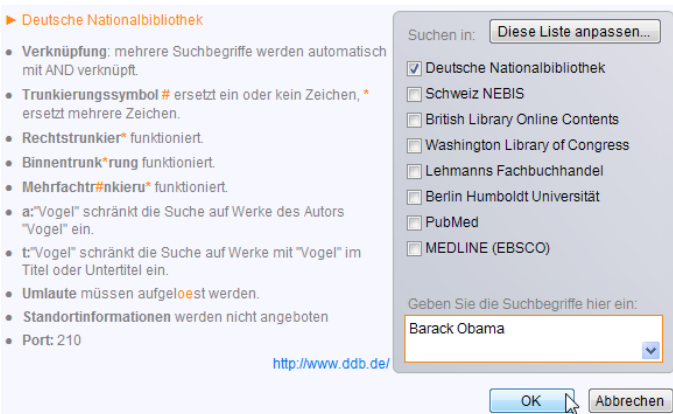 ► Deutsche Nationalbibliothek
• Verknüpfung: mehrere Suchbegriffe werden automatisch
mit AND verknüpft.
• Trunkierungssymbol # ersetzt ein oder kein Zeichen, *
ersetzt mehrere Zeichen.
• Rechtstrunkier* funktioniert.
• Binnentrunk*rung funktioniert.
• Mehrfachtr#nkieru* funktioniert.
• a:"Vogel" schränkt die Suche auf Werke des Autors
"Vogel" ein.
• t:"Vogel" schränkt die Suche auf Werke mit "Vogel" im
Titel oder Untertitel ein.
• Umlaute müssen aufgeloest werden.
• Standortinformationen werden nicht angeboten
• Port: 210
http://www.ddb.de/
Suchen in: Diese Liste anpassen...
Deutsche Nationalbibliothek
Schweiz NEBIS
British Library Online Contents
Washington Library of Congress
Lehmanns Fachbuchhandel
Berlin Humboldt Universität
PubMed
MEDLINE (EBSCO)
Geben Sie die Suchbegriffe hier ein:
Barack Obama
OK Abbrechen